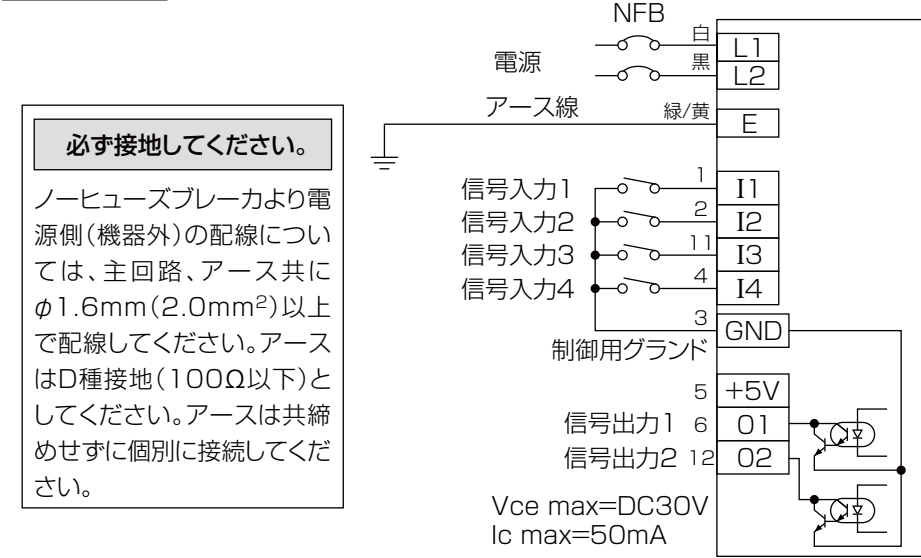 必ず接地してください。
ノーヒューズブレーカより電
源側(機器外)の配線につい
ては、主回路、アース共に
φ1.6mm(2.0mm²)以上
で配線してください。アース
はD種接地(100Ω以下)と
してください。アースは共締
めせずに個別に接続してくだ
さい。
NFB
電源
白 L1
黒 L2
アース線 緑/黄 E
信号入力1 1 I1
信号入力2 2 I2
信号入力3 11 I3
信号入力4 4 I4
制御用グランド 3 GND
5 +5V
信号出力1 6 O1
信号出力2 12 O2
Vce max=DC30V
Ic max=50mA